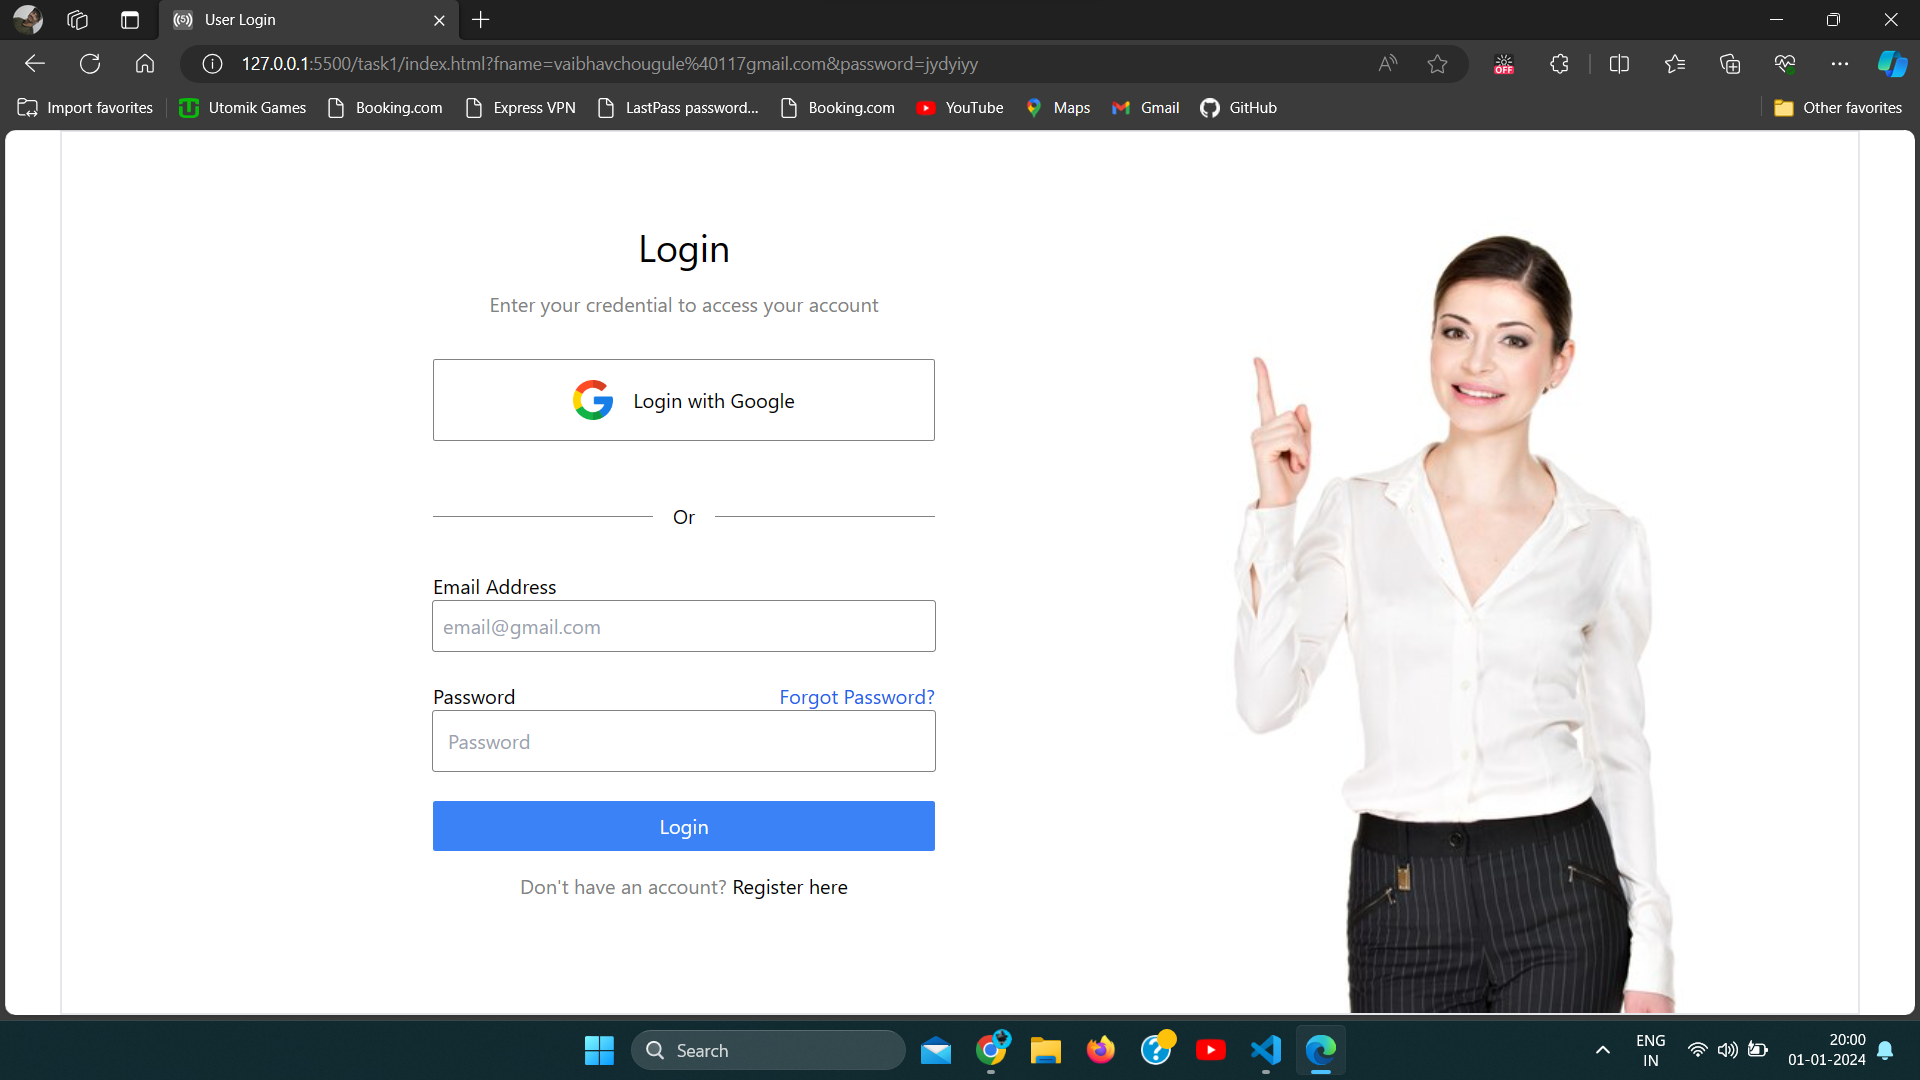 User Login
127.0.0.1:5500/task1/index.html?fname=vaibhavchougule%40117gmail.com&password=jydyiyy
OFF
Import favorites
Utomik Games
Booking.com
Express VPN
LastPass password...
Booking.com
YouTube
Maps
Gmail
GitHub
Other favorites
Login
Enter your credential to access your account
Login with Google
Or
Email Address
email@gmail.com
Password Forgot Password?
Password
Login
Don't have an account? Register here
Search
ENG
IN
20:00
01-01-2024